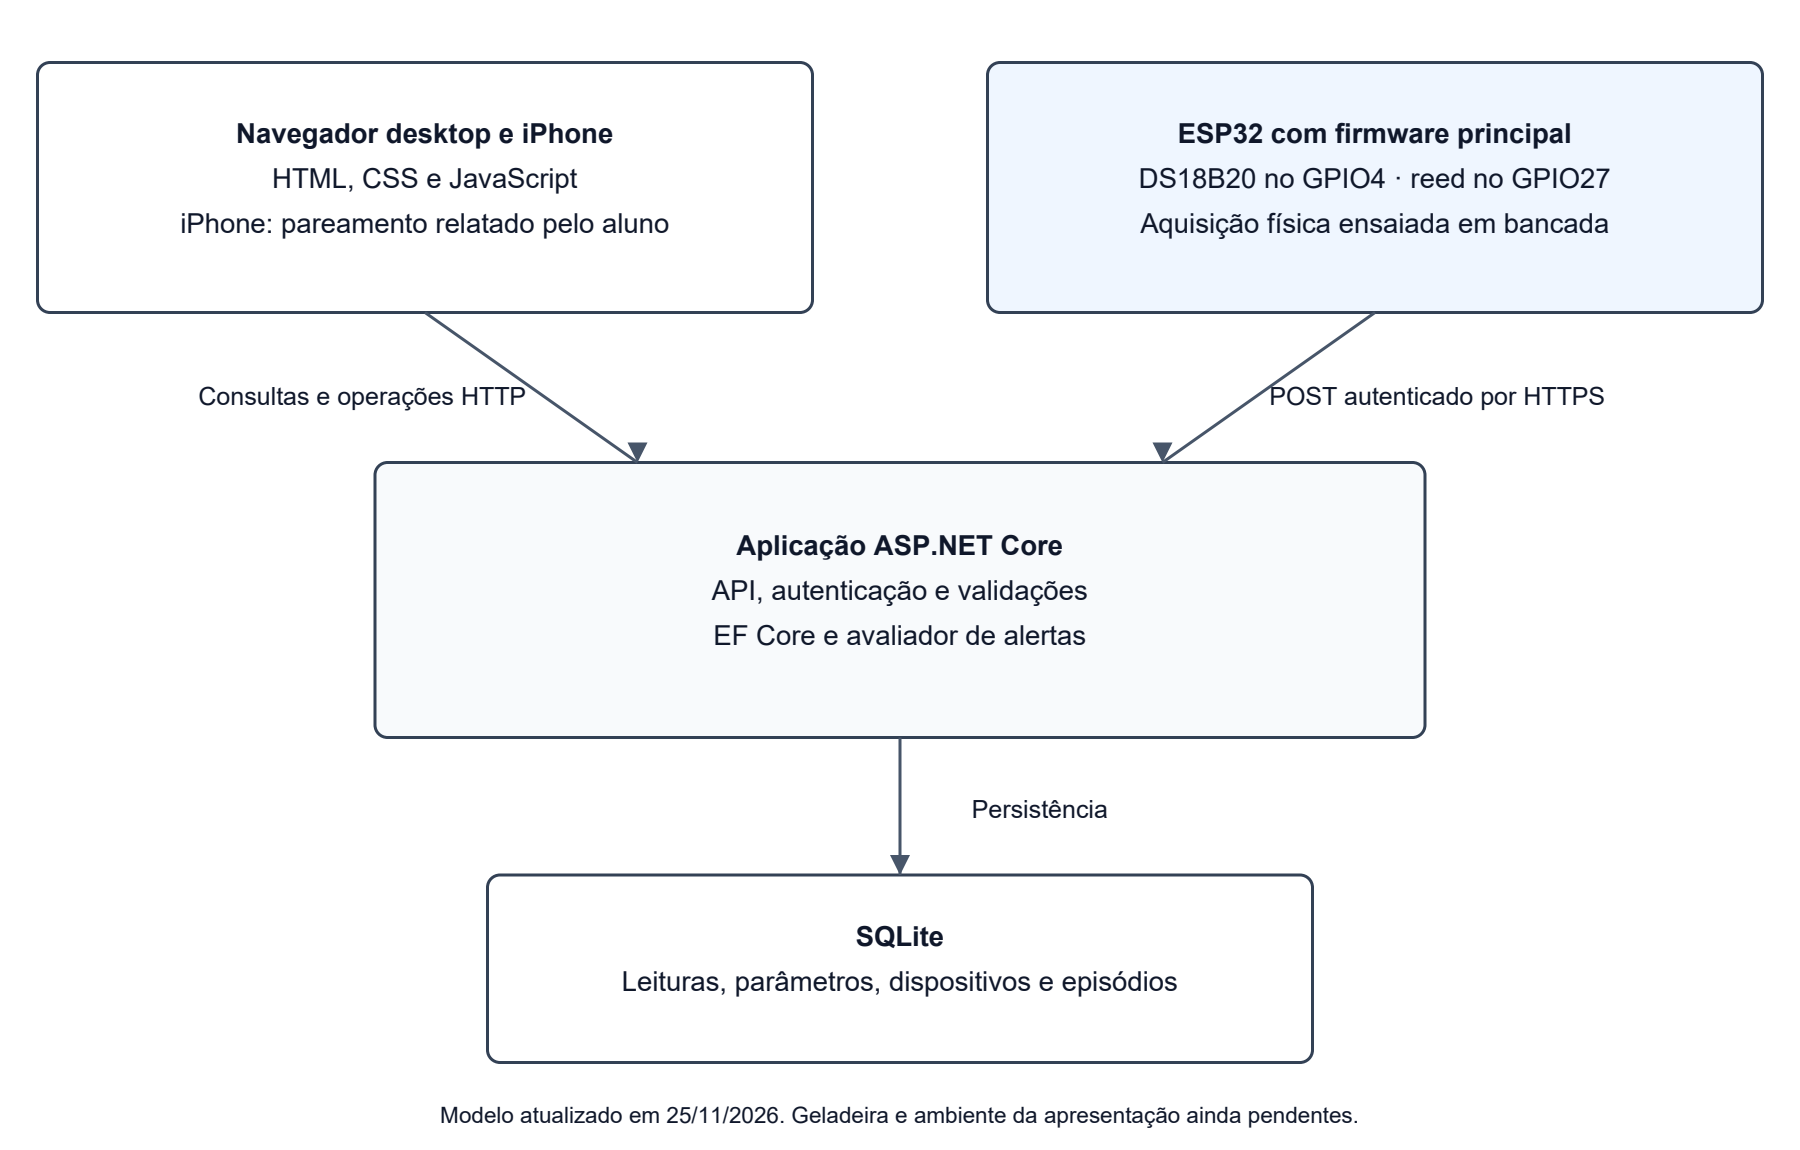 Navegador desktop e iPhone
HTML, CSS e JavaScript
iPhone: pareamento relatado pelo aluno
ESP32 com firmware principal
DS18B20 no GPIO4 · reed no GPIO27
Aquisição física ensaiada em bancada
Consultas e operações HTTP
POST autenticado por HTTPS
Aplicação ASP.NET Core
API, autenticação e validações
EF Core e avaliador de alertas
Persistência
SQLite
Leituras, parâmetros, dispositivos e episódios
Modelo atualizado em 25/11/2026. Geladeira e ambiente da apresentação ainda pendentes.